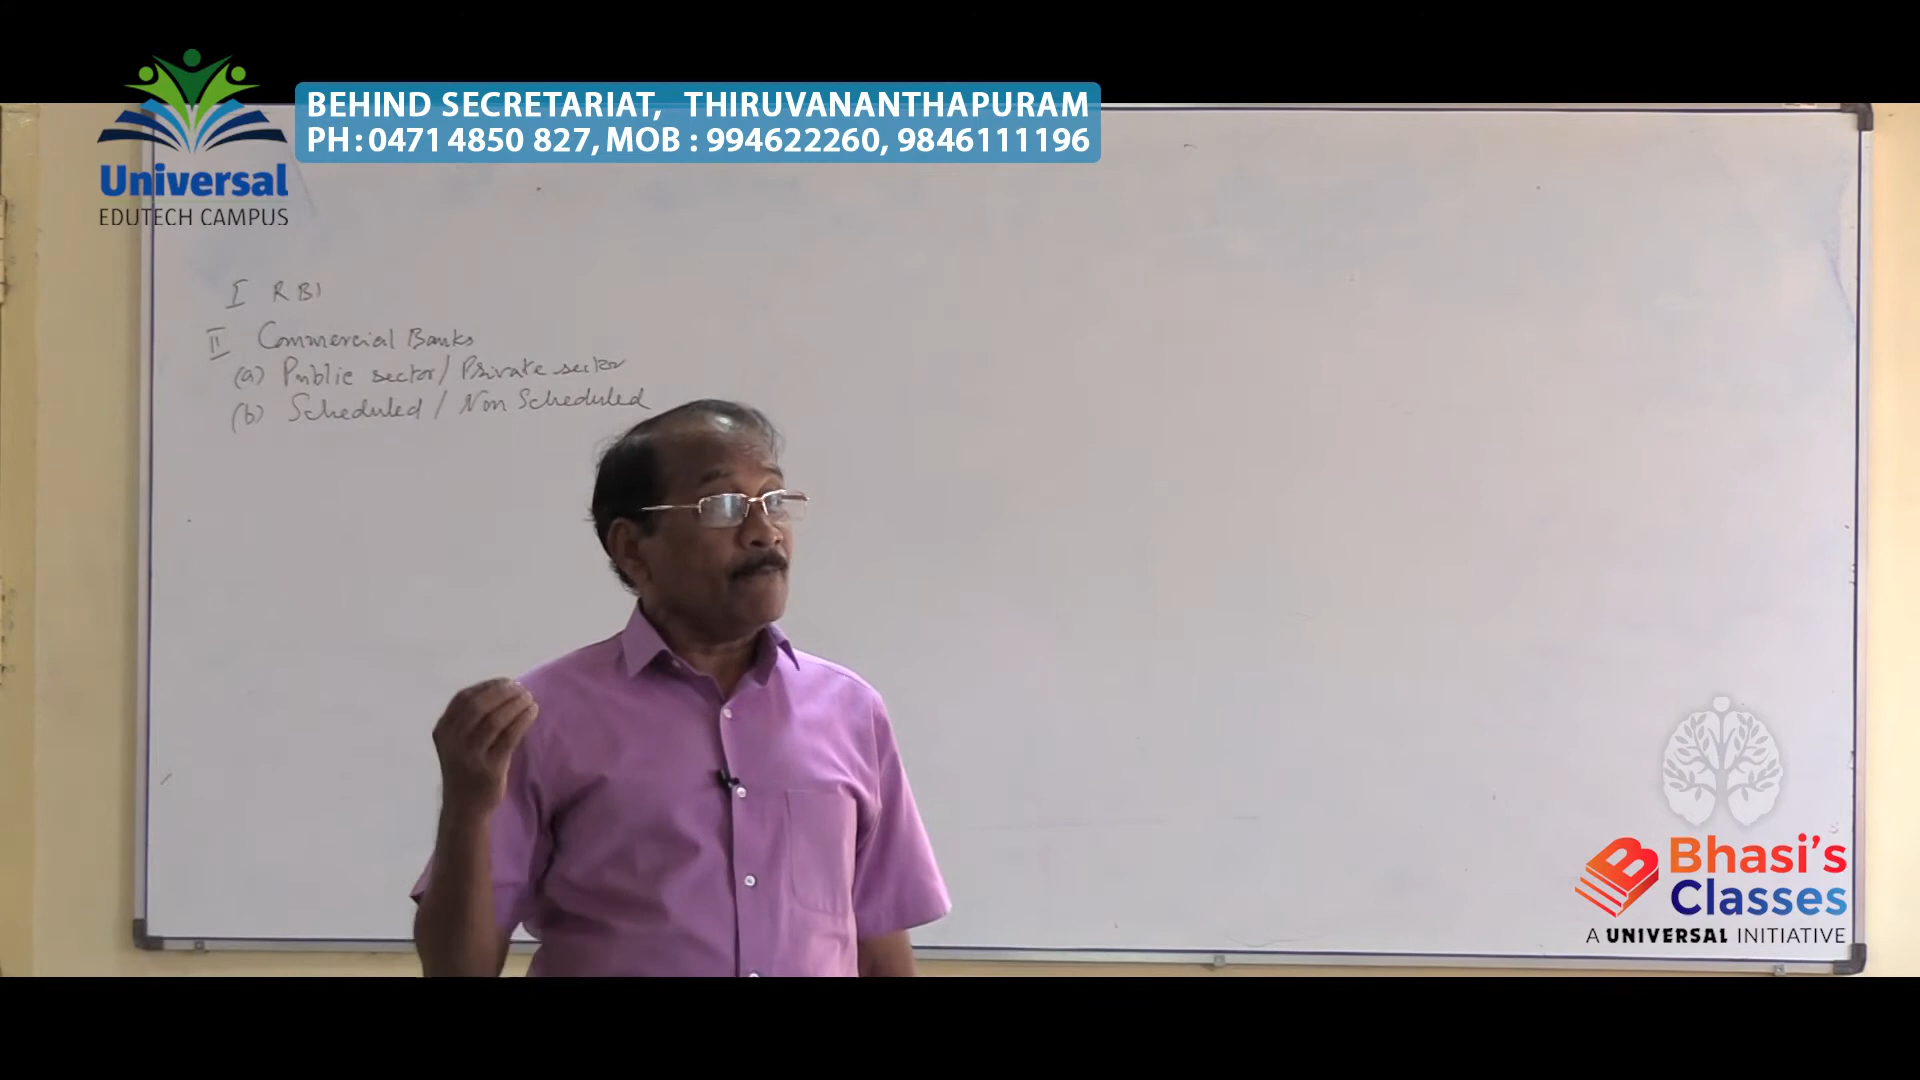 BEHIND SECRETARIAT, THIRUVANANTHAPURAM
PH : 0471 4850 827, MOB : 994622260, 9846111196
Universal
EDUTECH CAMPUS
I RBI
II Commercial Banks
(a) Public sector / Private sector
(b) Scheduled / Non Scheduled
Bhasi's
Classes
A UNIVERSAL INITIATIVE